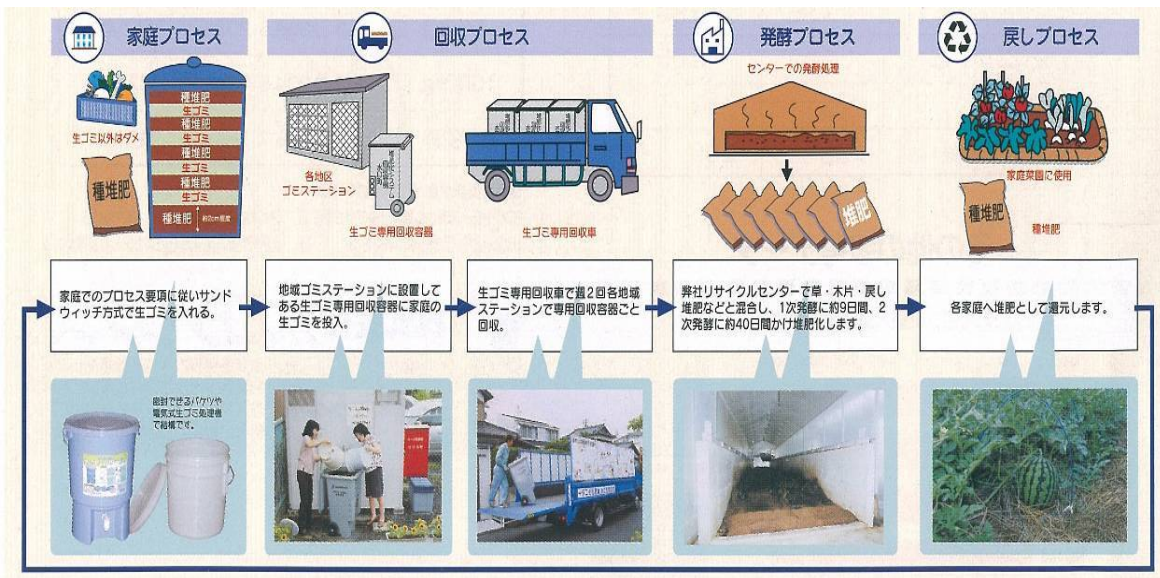 家庭プロセス
回収プロセス
発酵プロセス
戻しプロセス
生ゴミ以外はダメ
種堆肥
種堆肥
生ゴミ
種堆肥
生ゴミ
種堆肥
生ゴミ
種堆肥
生ゴミ
種堆肥
約2cm程度
各地区
ゴミステーション
生ゴミ専用回収容器
生ゴミ専用回収車
センターでの発酵処理
堆肥
家庭菜園に使用
種堆肥
種堆肥
家庭でのプロセス要項に従いサンド
ウィッチ方式で生ゴミを入れる。
地域ゴミステーションに設置して
ある生ゴミ専用回収容器に家庭の
生ゴミを投入。
生ゴミ専用回収車で週2回各地域
ステーションで専用回収容器ごと
回収。
弊社リサイクルセンターで草・木片・戻し
堆肥などと混合し、1次発酵に約9日間、2
次発酵に約40日間かけ堆肥化します。
各家庭へ堆肥として還元します。
密封できるバケツや
電気式生ゴミ処理機
で結構です。